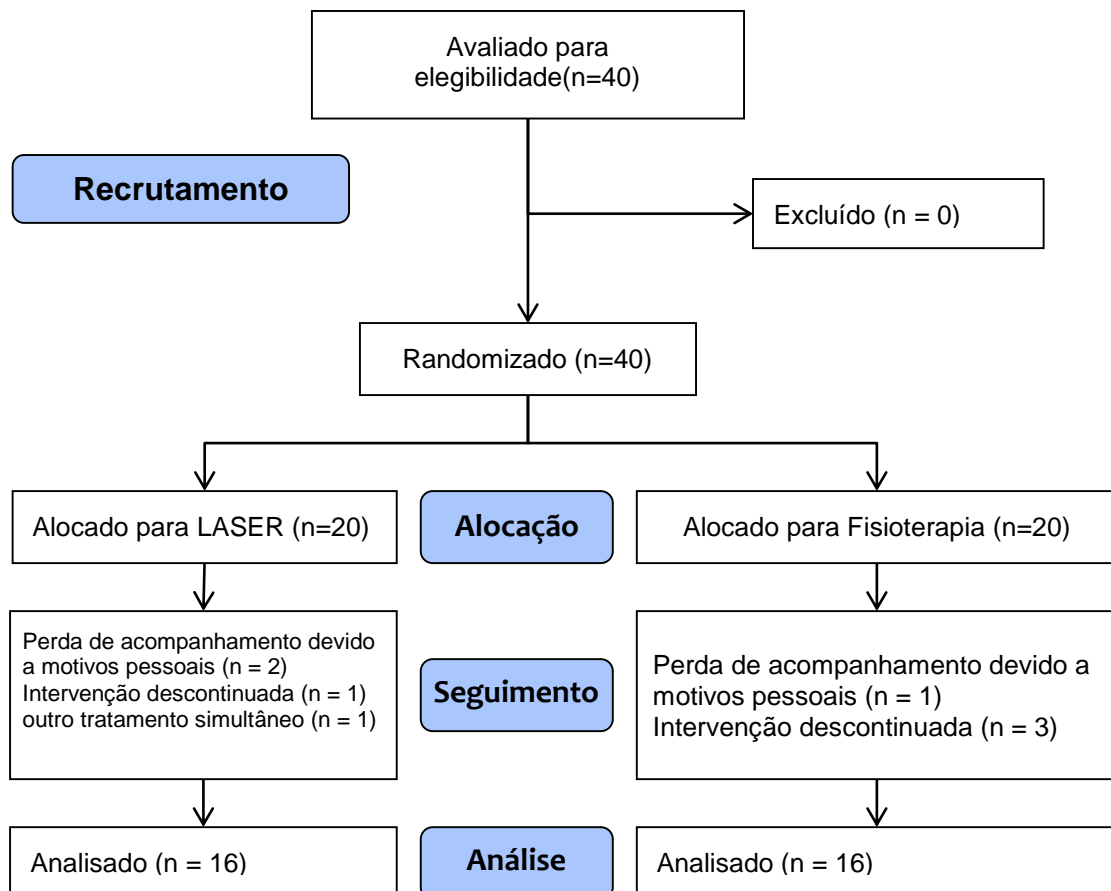 Avaliado para
elegibilidade(n=40)
Recrutamento
Excluído (n = 0)
Randomizado (n=40)
Alocado para LASER (n=20)
Alocação
Alocado para Fisioterapia (n=20)
Perda de acompanhamento devido
a motivos pessoais (n = 2)
Intervenção descontinuada (n = 1)
outro tratamento simultâneo (n = 1)
Seguimento
Perda de acompanhamento devido a
motivos pessoais (n = 1)
Intervenção descontinuada (n = 3)
Analisado (n = 16)
Análise
Analisado (n = 16)